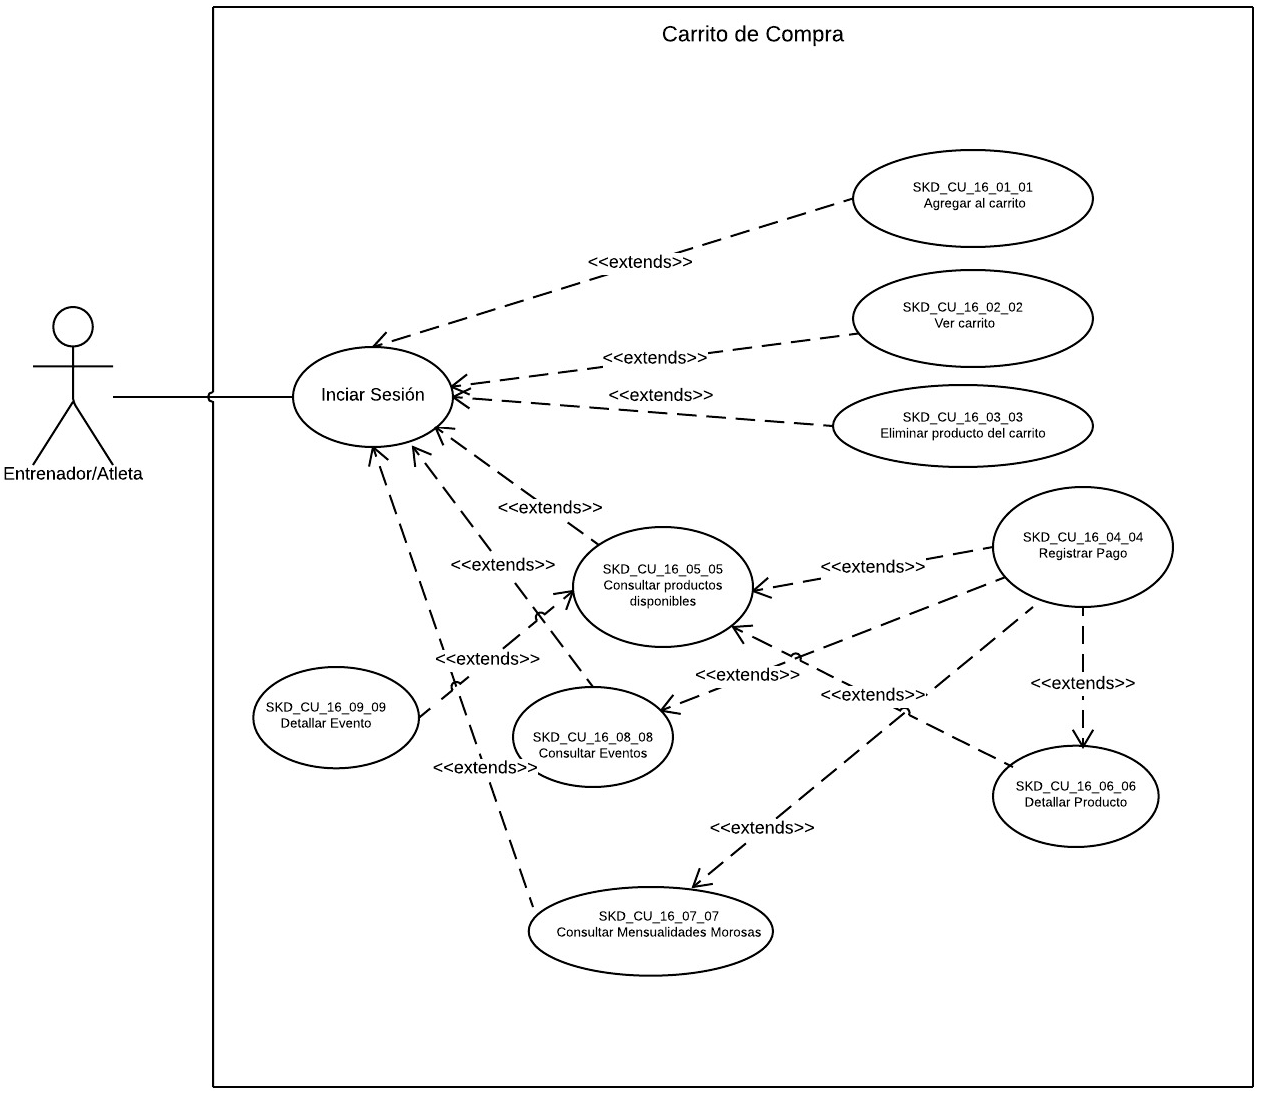 Carrito de Compra
SKD_CU_16_01_01
Agregar al carrito
<<extends>>
SKD_CU_16_02_02
Ver carrito
<<extends>>
Inciar Sesión
<<extends>>
SKD_CU_16_03_03
Eliminar producto del carrito
Entrenador/Atleta
<<extends>>
SKD_CU_16_04_04
Registrar Pago
<<extends>>
<<extends>>
SKD_CU_16_05_05
Consultar productos
disponibles
<<extends>>
<<extends>>
<<extends>>
<<extends>>
SKD_CU_16_09_09
Detallar Evento
SKD_CU_16_08_08
Consultar Eventos
<<extends>>
<<extends>>
SKD_CU_16_06_06
Detallar Producto
<<extends>>
SKD_CU_16_07_07
Consultar Mensualidades Morosas